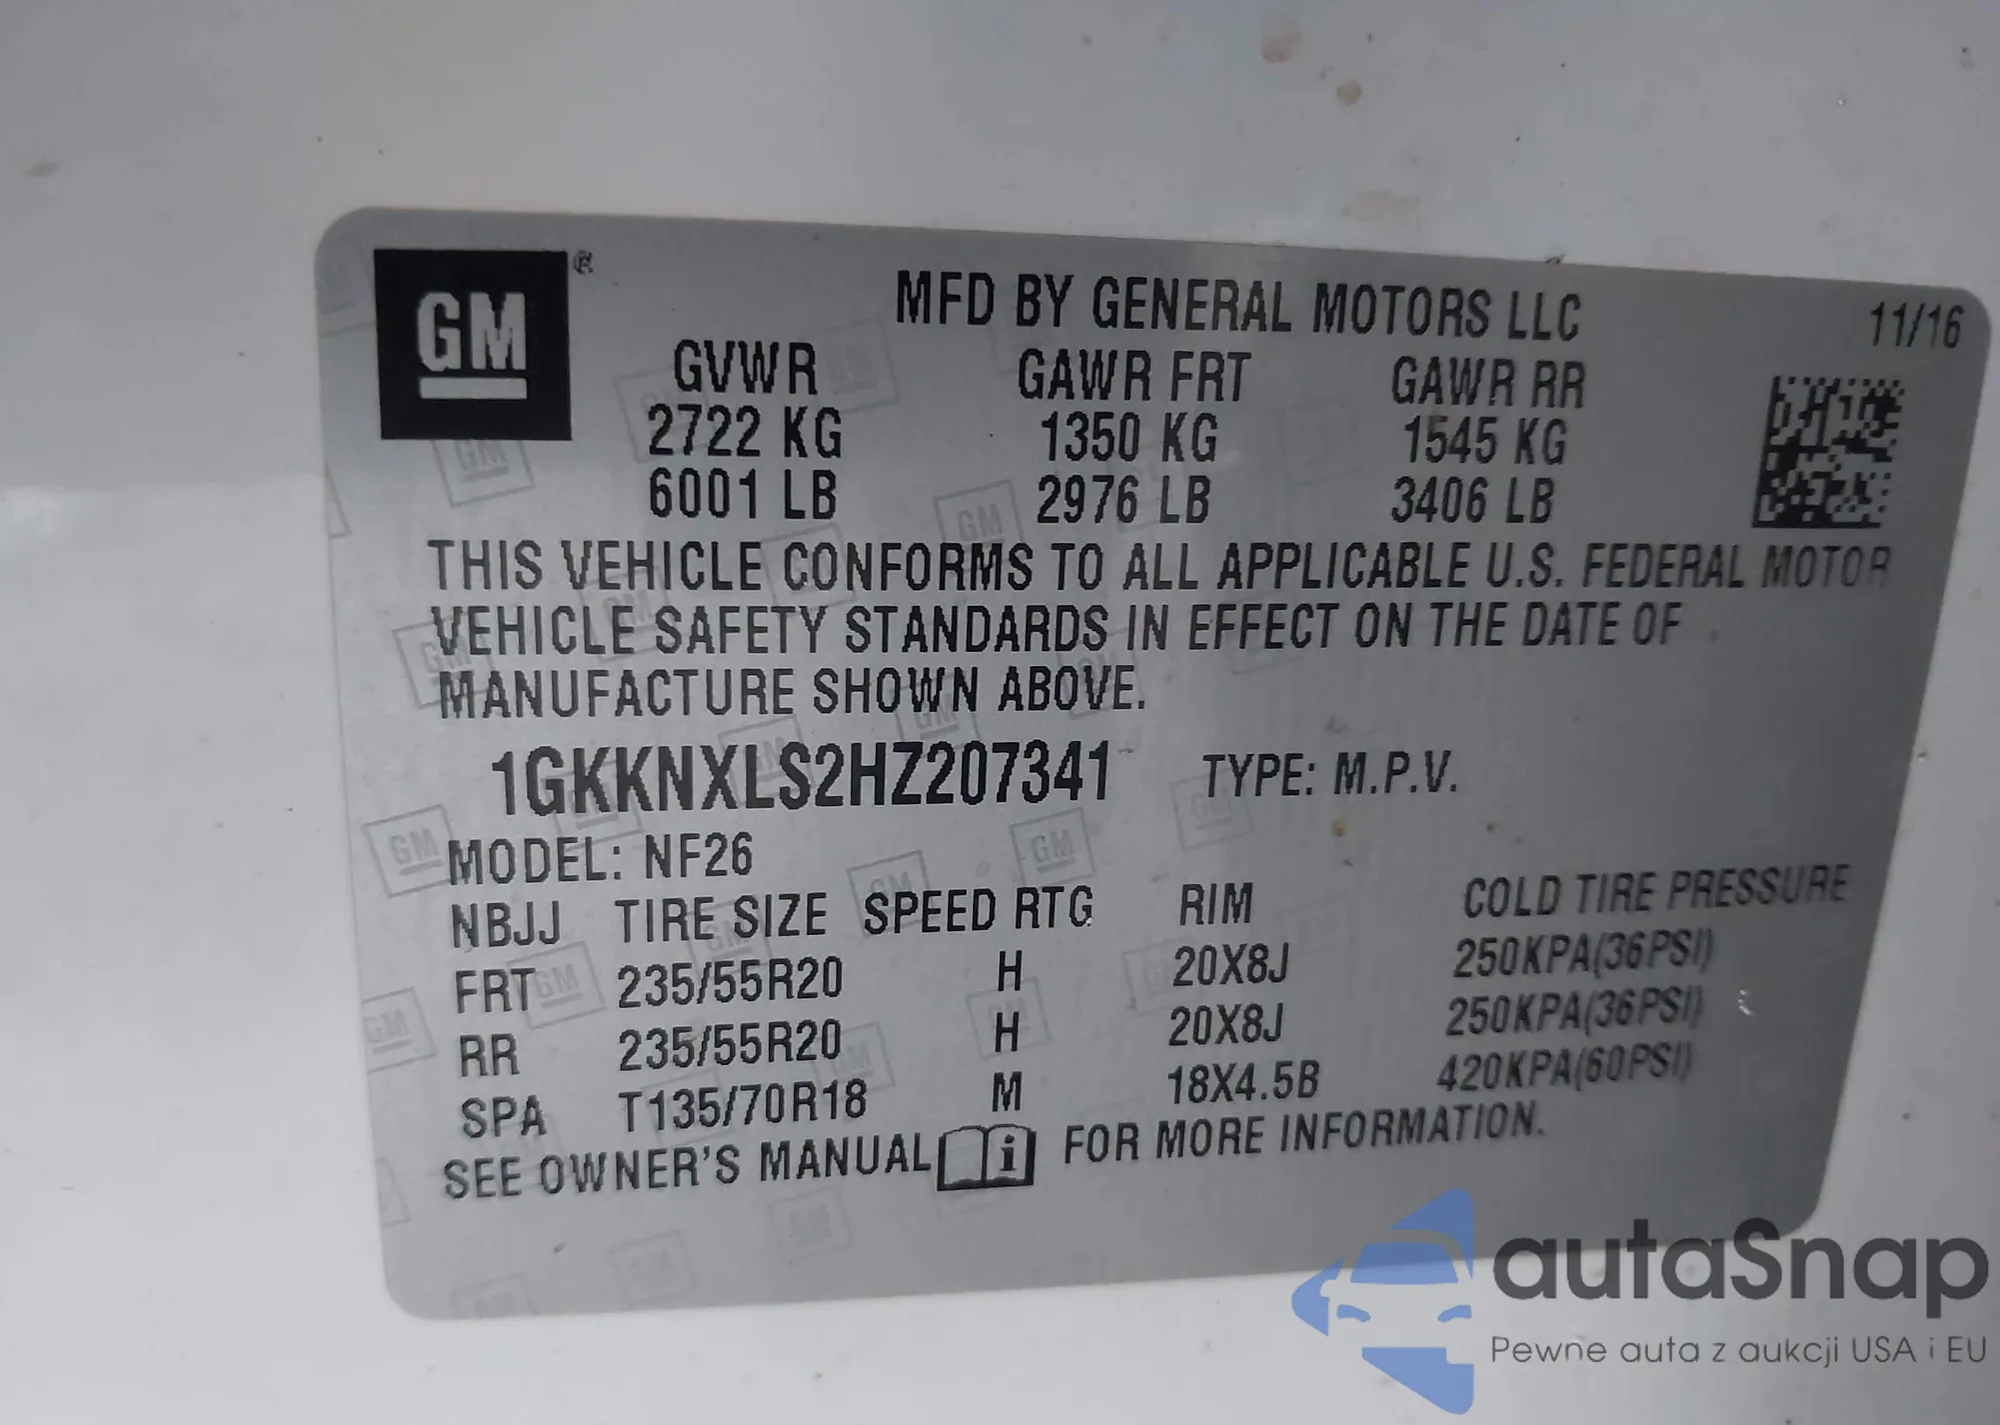 GM®
MFD BY GENERAL MOTORS LLC 11/16
GVWR GAWR FRT GAWR RR
2722 KG 1350 KG 1545 KG
6001 LB 2976 LB 3406 LB
THIS VEHICLE CONFORMS TO ALL APPLICABLE U.S. FEDERAL MOTOR
VEHICLE SAFETY STANDARDS IN EFFECT ON THE DATE OF
MANUFACTURE SHOWN ABOVE.
1GKKNXLS2HZ207341 TYPE: M.P.V.
MODEL: NF26
NBJJ TIRE SIZE SPEED RTG RIM COLD TIRE PRESSURE
FRT 235/55R20 H 20X8J 250KPA(36PSI)
RR 235/55R20 H 20X8J 250KPA(36PSI)
SPA T135/70R18 M 18X4.5B 420KPA(60PSI)
SEE OWNER'S MANUAL i FOR MORE INFORMATION.
autaSnap
Pewne auta z aukcji USA i EU